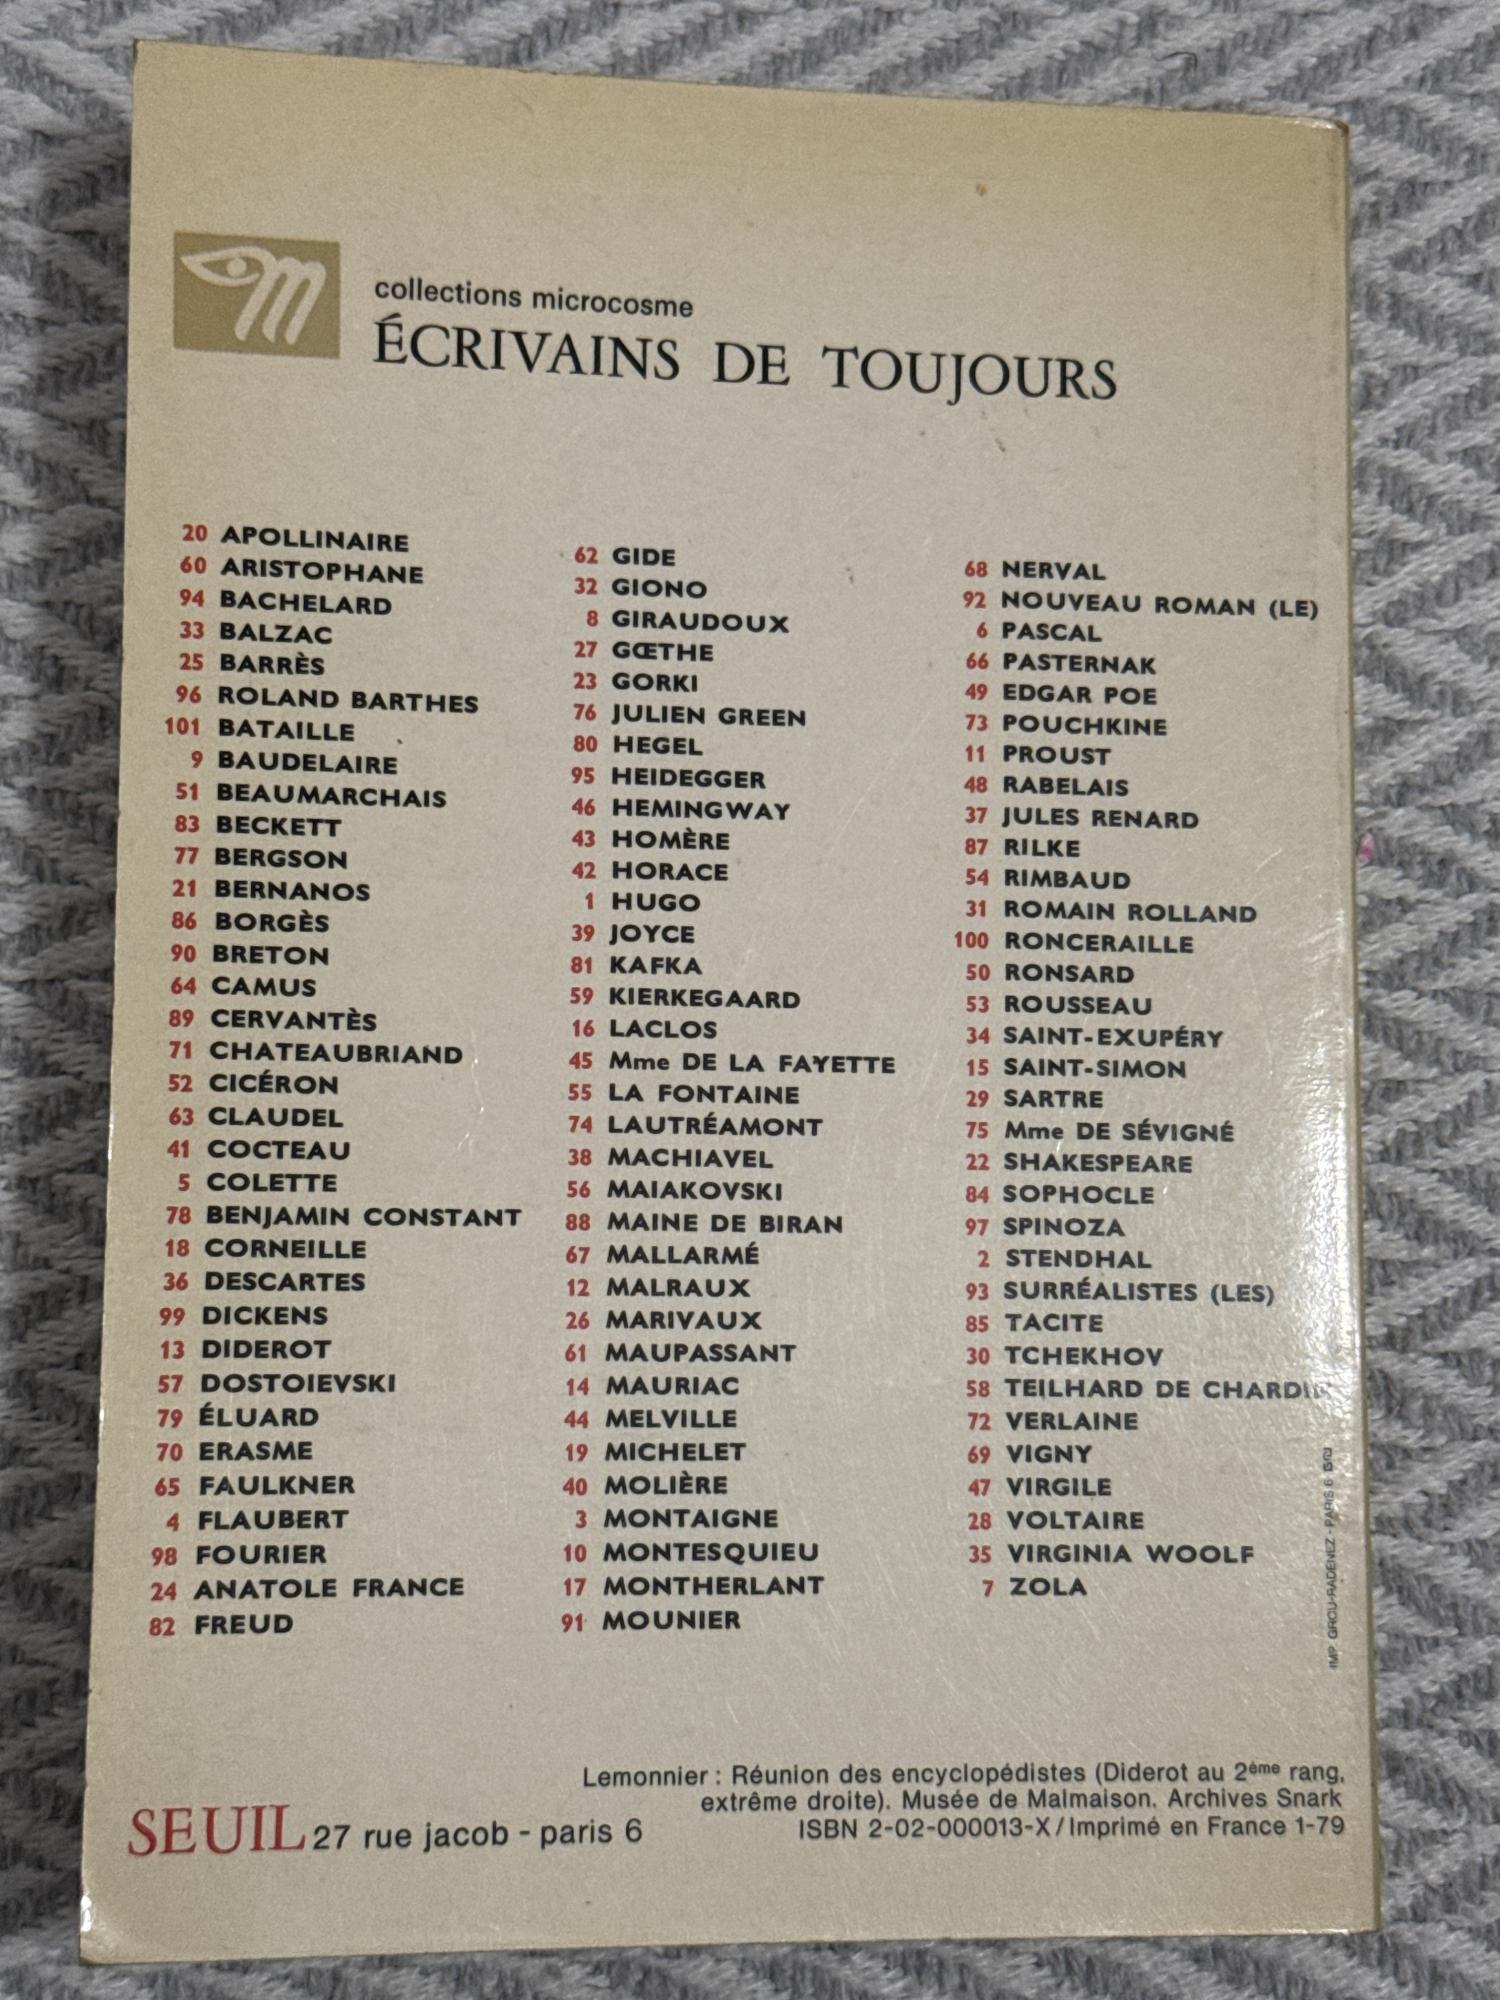 collections microcosme
ÉCRIVAINS DE TOUJOURS
20 APOLLINAIRE
60 ARISTOPHANE
94 BACHELARD
33 BALZAC
25 BARRÈS
96 ROLAND BARTHES
101 BATAILLE
9 BAUDELAIRE
51 BEAUMARCHAIS
83 BECKETT
77 BERGSON
21 BERNANOS
86 BORGÈS
90 BRETON
64 CAMUS
89 CERVANTÈS
71 CHATEAUBRIAND
52 CICÉRON
63 CLAUDEL
41 COCTEAU
5 COLETTE
78 BENJAMIN CONSTANT
18 CORNEILLE
36 DESCARTES
99 DICKENS
13 DIDEROT
57 DOSTOIEVSKI
79 ÉLUARD
70 ERASME
65 FAULKNER
4 FLAUBERT
98 FOURIER
24 ANATOLE FRANCE
82 FREUD
62 GIDE
32 GIONO
8 GIRAUDOUX
27 GŒTHE
23 GORKI
76 JULIEN GREEN
80 HEGEL
95 HEIDEGGER
46 HEMINGWAY
43 HOMÈRE
42 HORACE
1 HUGO
39 JOYCE
81 KAFKA
59 KIERKEGAARD
16 LACLOS
45 Mme DE LA FAYETTE
55 LA FONTAINE
74 LAUTRÉAMONT
38 MACHIAVEL
56 MAIAKOVSKI
88 MAINE DE BIRAN
67 MALLARMÉ
12 MALRAUX
26 MARIVAUX
61 MAUPASSANT
14 MAURIAC
44 MELVILLE
19 MICHELET
40 MOLIÈRE
3 MONTAIGNE
10 MONTESQUIEU
17 MONTHERLANT
91 MOUNIER
68 NERVAL
92 NOUVEAU ROMAN (LE)
6 PASCAL
66 PASTERNAK
49 EDGAR POE
73 POUCHKINE
11 PROUST
48 RABELAIS
37 JULES RENARD
87 RILKE
54 RIMBAUD
31 ROMAIN ROLLAND
100 RONCERAILLE
50 RONSARD
53 ROUSSEAU
34 SAINT-EXUPÉRY
15 SAINT-SIMON
29 SARTRE
75 Mme DE SÉVIGNÉ
22 SHAKESPEARE
84 SOPHOCLE
97 SPINOZA
2 STENDHAL
93 SURRÉALISTES (LES)
85 TACITE
30 TCHEKHOV
58 TEILHARD DE CHARDIN
72 VERLAINE
69 VIGNY
47 VIRGILE
28 VOLTAIRE
35 VIRGINIA WOOLF
7 ZOLA
IMP. GROU-RADENEZ - PARIS 6
Lemonnier : Réunion des encyclopédistes (Diderot au 2ème rang,
extrême droite). Musée de Malmaison. Archives Snark
ISBN 2-02-000013-X/Imprimé en France 1-79
SEUIL 27 rue jacob - paris 6